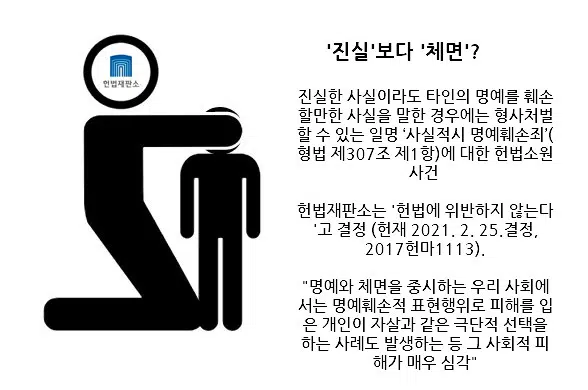 헌법재판소
'진실'보다 '체면'?
진실한 사실이라도 타인의 명예를 훼손
할만한 사실을 말한 경우에는 형사처벌
할 수 있는 일명 ‘사실적시 명예훼손죄’(
형법 제307조 제1항)에 대한 헌법소원
사건
헌법재판소는 '헌법에 위반하지 않는다
'고 결정 (헌재 2021. 2. 25.결정,
2017헌마1113).
"명예와 체면을 중시하는 우리 사회에
서는 명예훼손적 표현행위로 피해를 입
은 개인이 자살과 같은 극단적 선택을
하는 사례도 발생하는 등 그 사회적 피
해가 매우 심각"